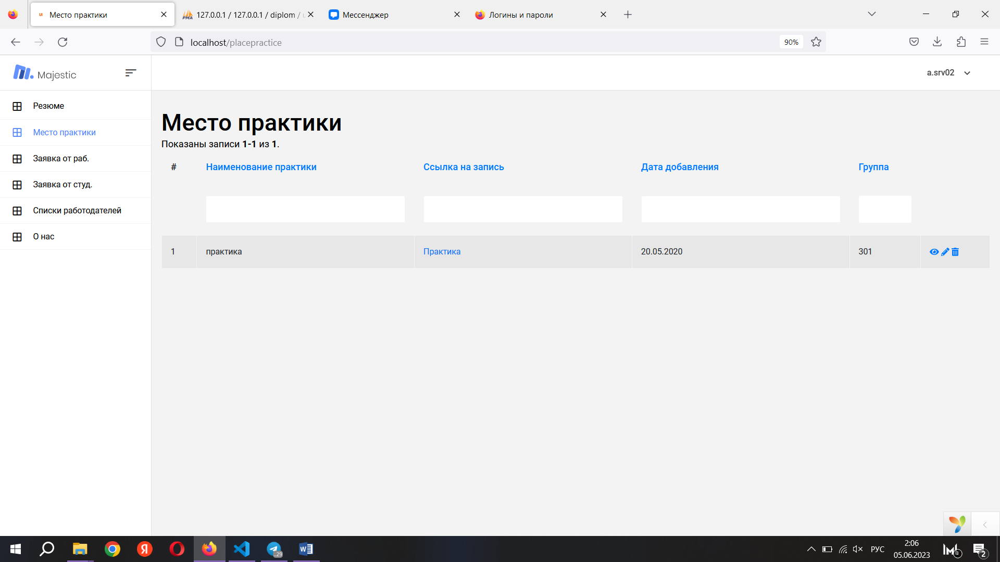 Место практики
127.0.0.1 / 127.0.0.1 / diplom /
Мессенджер
Логины и пароли
localhost/placepractice
90%
Majestic
a.srv02
Резюме
Место практики
Заявка от раб.
Заявка от студ.
Списки работодателей
О нас
Место практики
Показаны записи 1-1 из 1.
# Наименование практики Ссылка на запись Дата добавления Группа
1 практика Практика 20.05.2020 301
29
РУС
2:06
05.06.2023
2